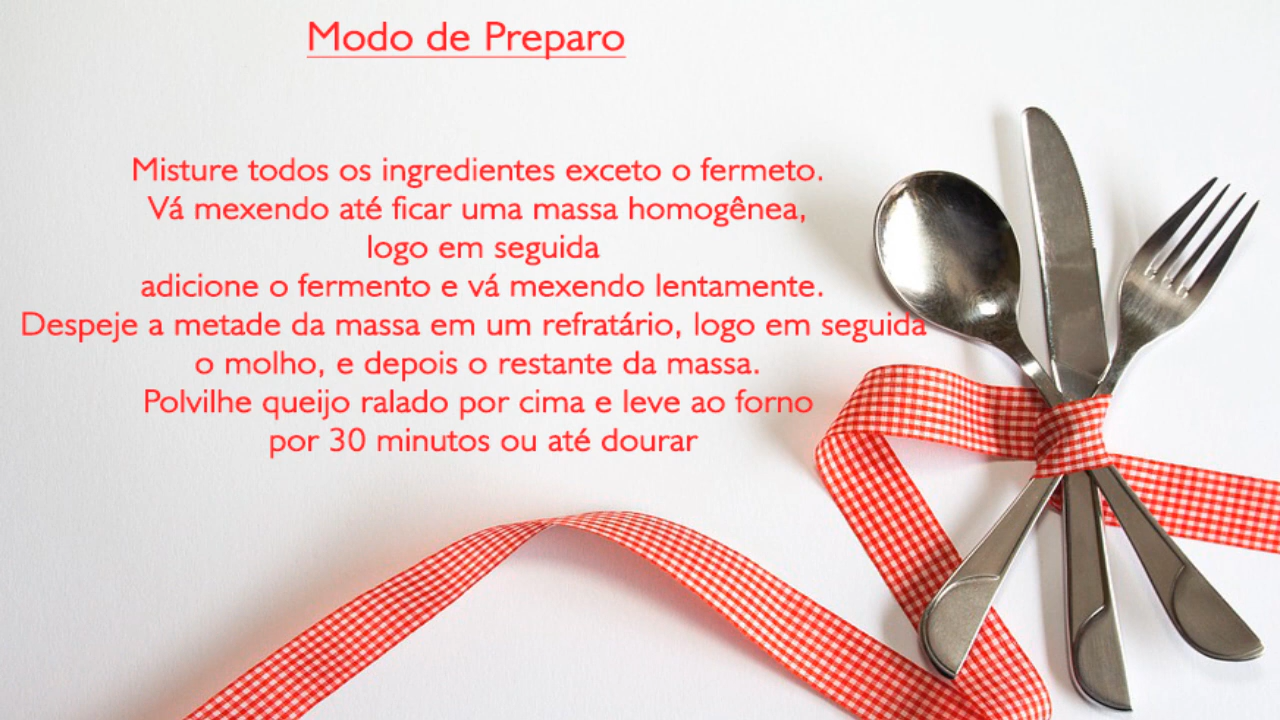 Modo de Preparo
Misture todos os ingredientes exceto o fermeto.
Vá mexendo até ficar uma massa homogênea,
logo em seguida
adicione o fermento e vá mexendo lentamente.
Despeje a metade da massa em um refratário, logo em seguida
o molho, e depois o restante da massa.
Polvilhe queijo ralado por cima e leve ao forno
por 30 minutos ou até dourar